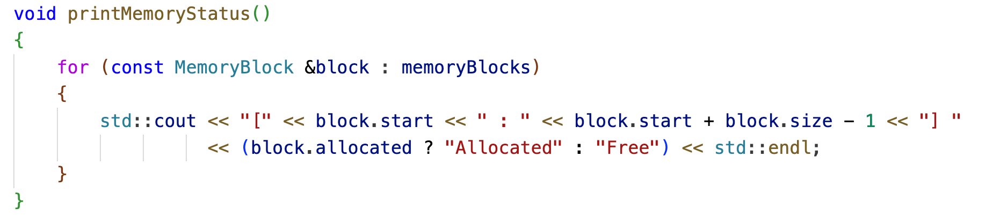 void printMemoryStatus()
{
    for (const MemoryBlock &block : memoryBlocks)
    {
        std::cout << "[" << block.start << " : " << block.start + block.size - 1 << "] "
                  << (block.allocated ? "Allocated" : "Free") << std::endl;
    }
}